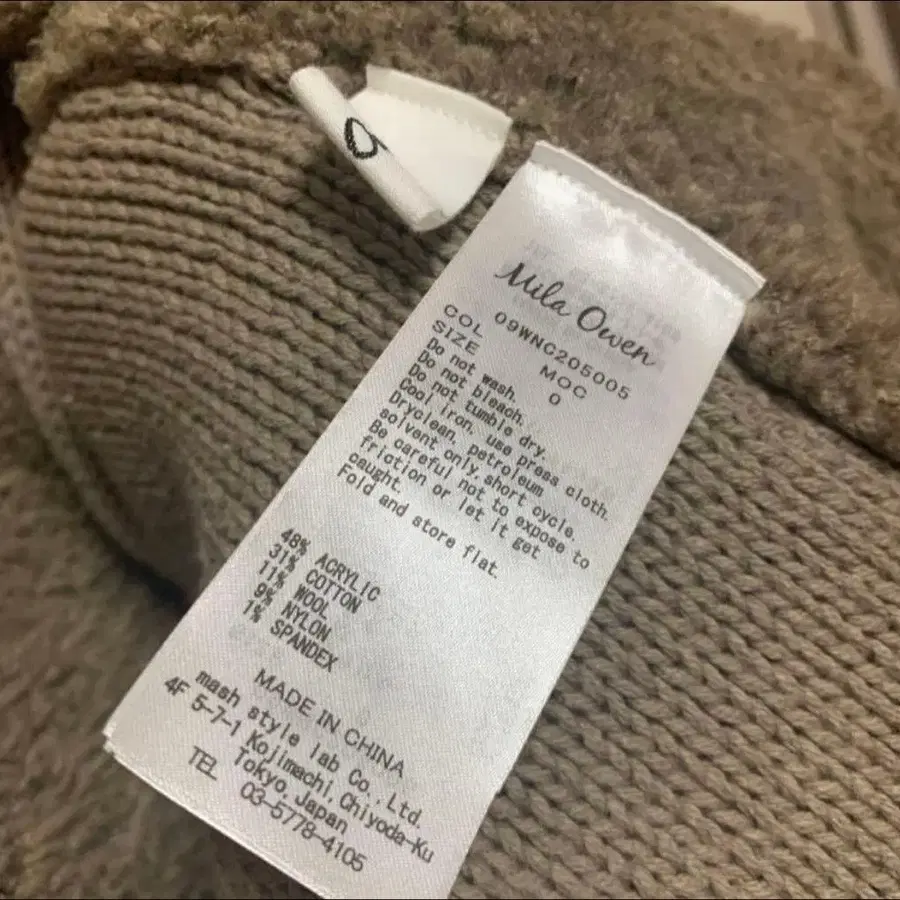 0
Mila Owen
09WNC205005
COL MOC
SIZE 0
Do not wash.
Do not bleach.
Do not tumble dry.
Cool iron, use press cloth.
Dryclean, petroleum
solvent only,short cycle.
Be careful not to expose to
friction or let it get
caught.
Fold and store flat.
48% ACRYLIC
31% COTTON
11% WOOL
9% NYLON
1% SPANDEX
MADE IN CHINA
mash style lab Co.,Ltd.
4F 5-7-1 Kojimachi,Chiyoda-Ku
Tokyo,Japan
TEL 03-5778-4105